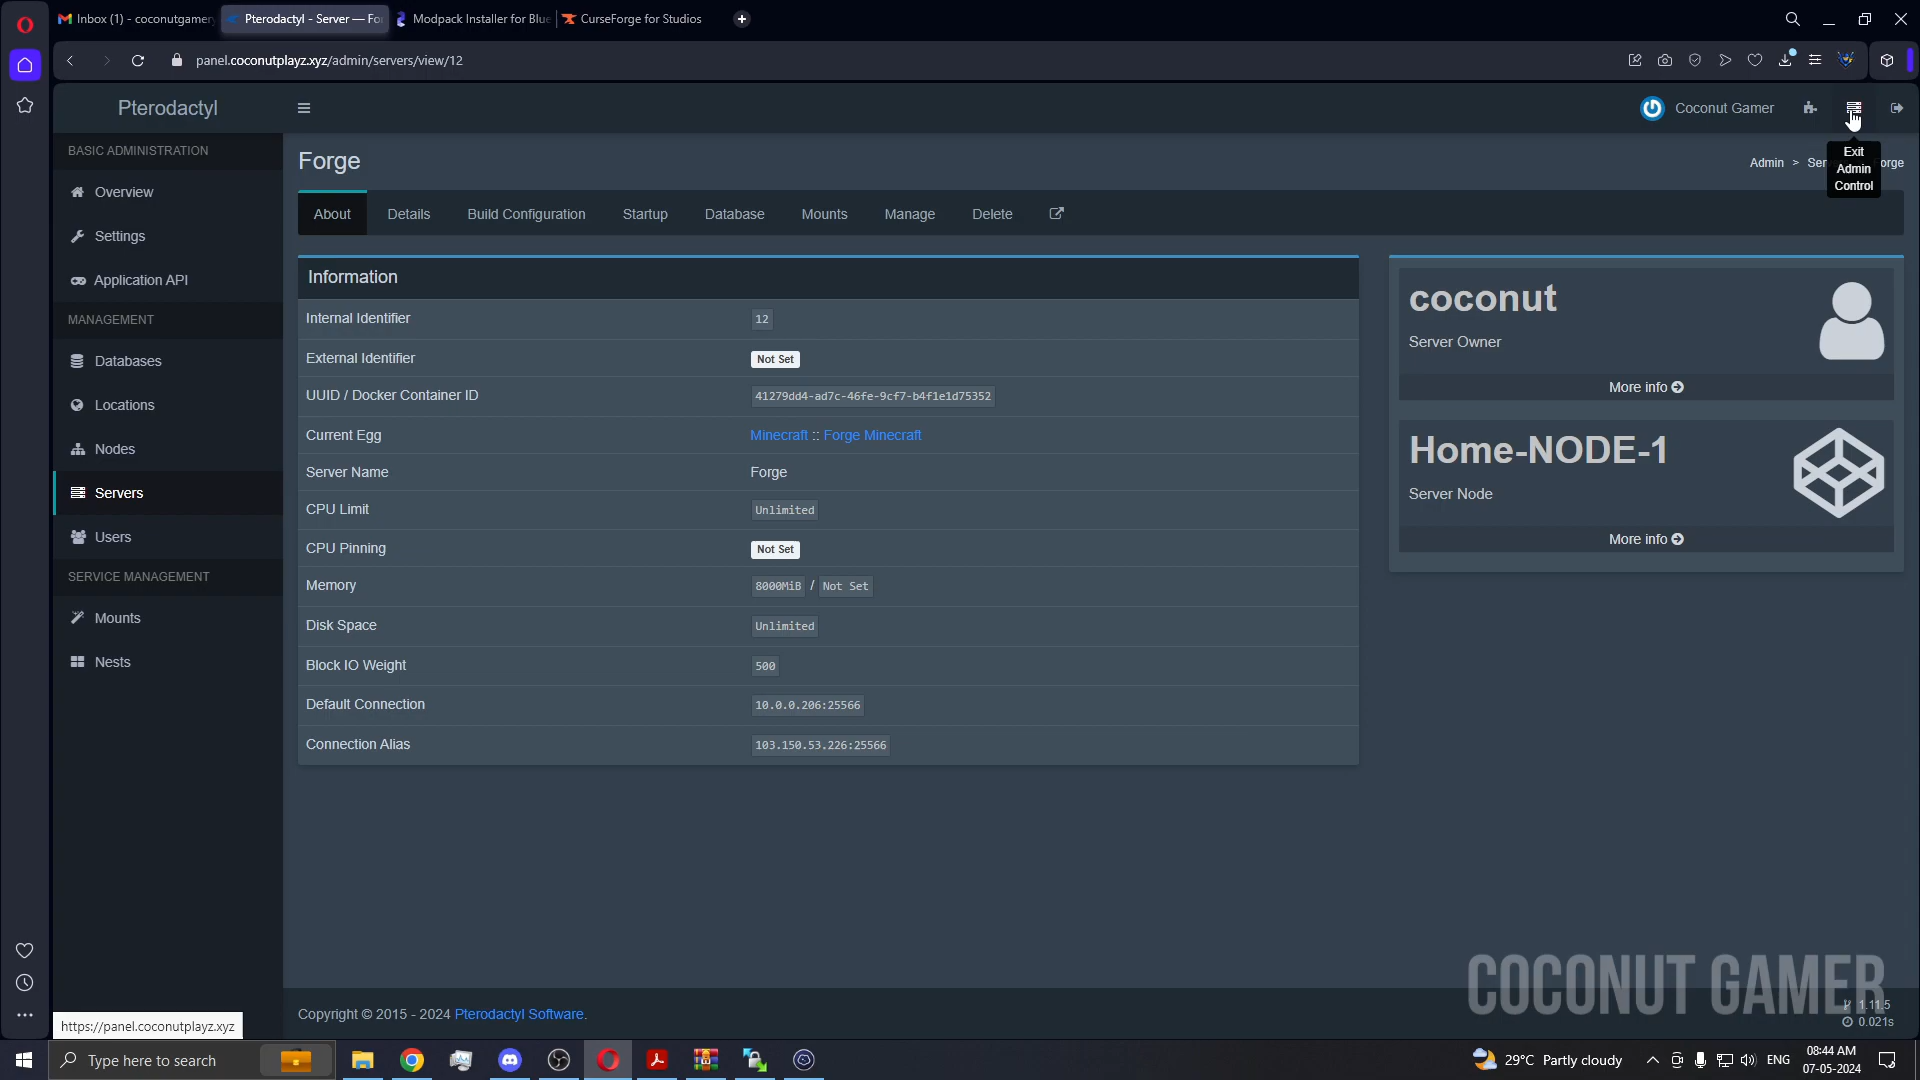 Inbox (1) - coconutgamer
Pterodactyl - Server — For
Modpack Installer for Blue
CurseForge for Studios
panel.coconutplayz.xyz/admin/servers/view/12
Pterodactyl
Coconut Gamer
Exit
Admin
Control
BASIC ADMINISTRATION
Overview
Settings
Application API
MANAGEMENT
Databases
Locations
Nodes
Servers
Users
SERVICE MANAGEMENT
Mounts
Nests
Forge
Admin > Ser orge
About
Details
Build Configuration
Startup
Database
Mounts
Manage
Delete
Information
Internal Identifier 12
External Identifier Not Set
UUID / Docker Container ID 41279dd4-ad7c-46fe-9cf7-b4f1e1d75352
Current Egg Minecraft :: Forge Minecraft
Server Name Forge
CPU Limit Unlimited
CPU Pinning Not Set
Memory 8000MiB / Not Set
Disk Space Unlimited
Block IO Weight 500
Default Connection 10.0.0.206:25566
Connection Alias 103.150.53.226:25566
coconut
Server Owner
More info
Home-NODE-1
Server Node
More info
COCONUT GAMER
Copyright © 2015 - 2024 Pterodactyl Software.
1.11.5
0.021s
https://panel.coconutplayz.xyz
Type here to search
29°C Partly cloudy
ENG
08:44 AM
07-05-2024